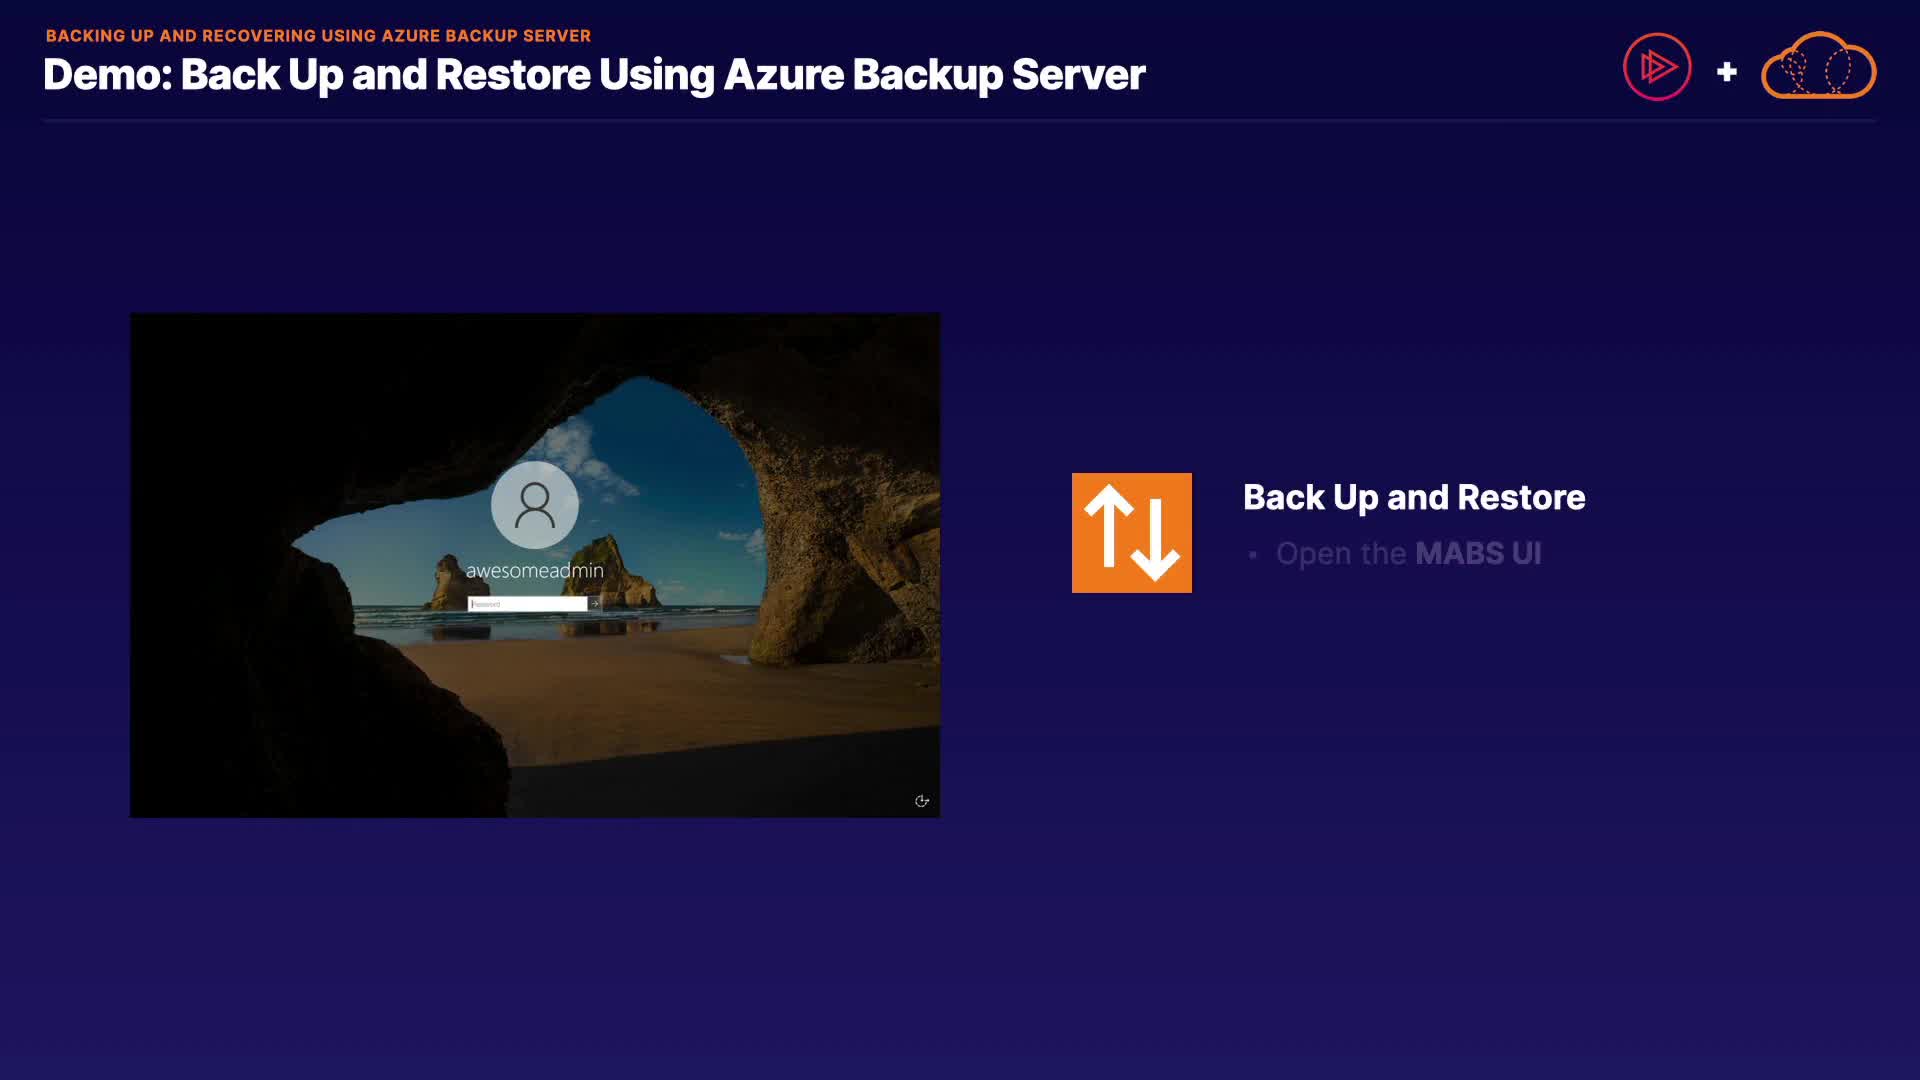 BACKING UP AND RECOVERING USING AZURE BACKUP SERVER
Demo: Back Up and Restore Using Azure Backup Server
+
awesomeadmin
Password
Back Up and Restore
• Open the MABS UI